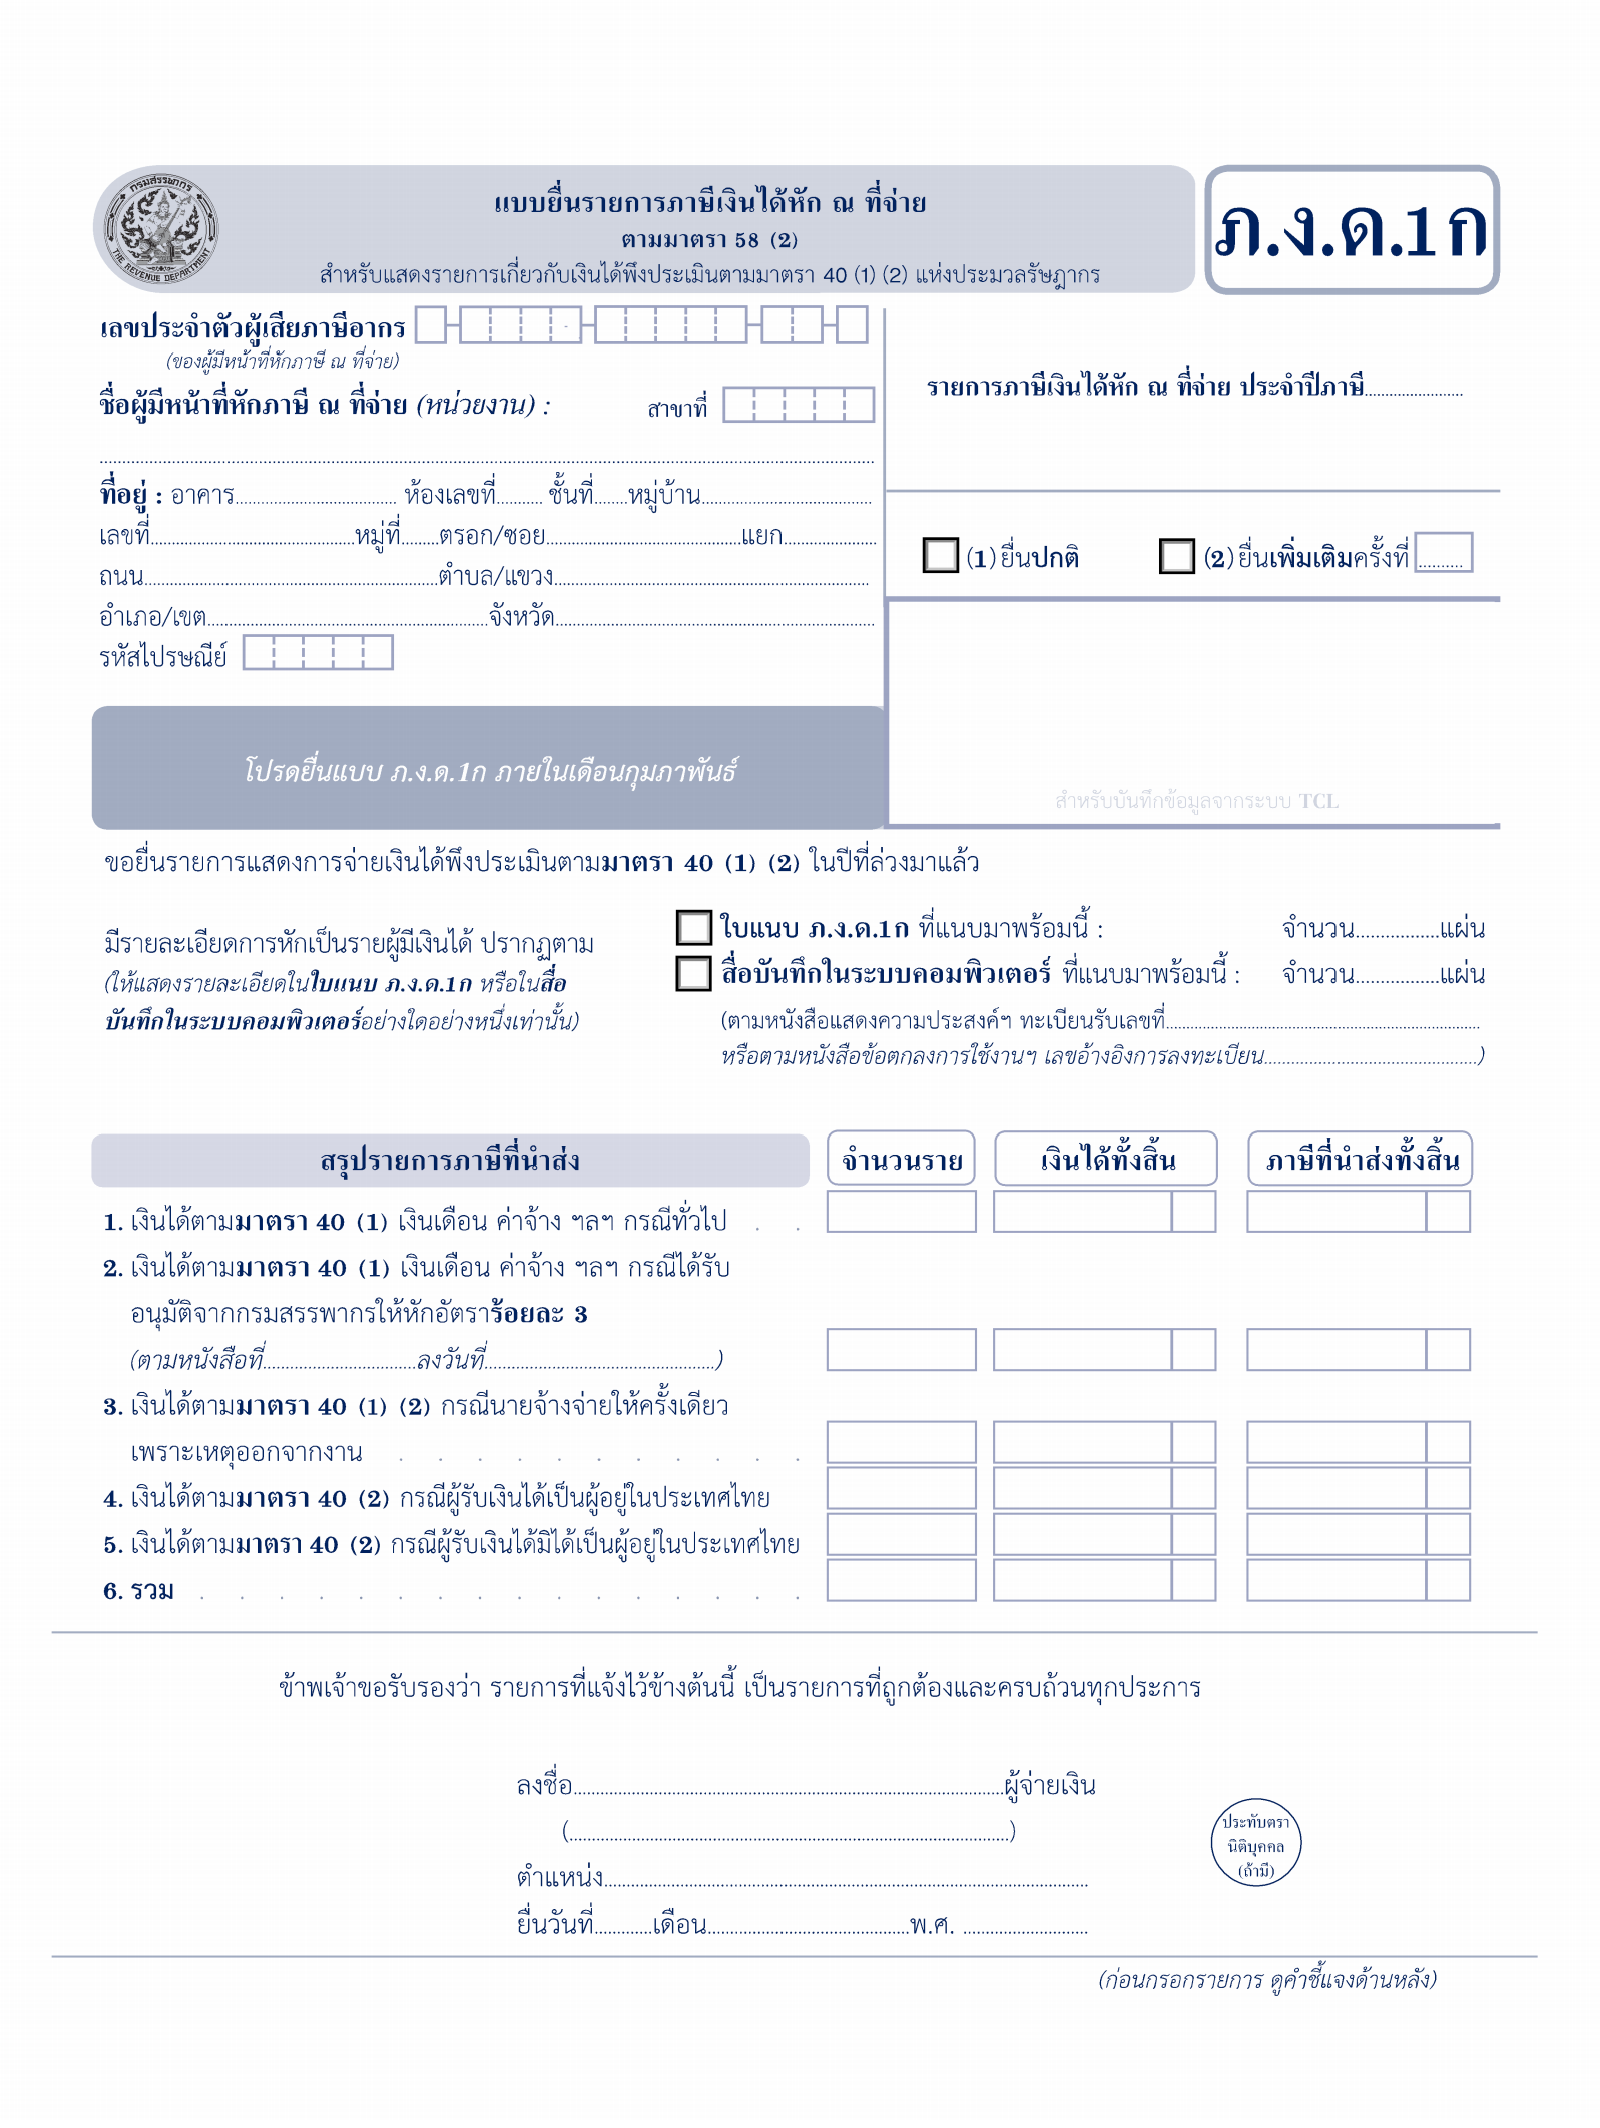 กรมสรรพากร
THE REVENUE DEPARTMENT
แบบยื่นรายการภาษีเงินได้หัก ณ ที่จ่าย
ตามมาตรา 58 (2)
สำหรับแสดงรายการเกี่ยวกับเงินได้พึงประเมินตามมาตรา 40 (1) (2) แห่งประมวลรัษฎากร
ภ.ง.ด.1ก
เลขประจำตัวผู้เสียภาษีอากร
(ของผู้มีหน้าที่หักภาษี ณ ที่จ่าย)
ชื่อผู้มีหน้าที่หักภาษี ณ ที่จ่าย (หน่วยงาน) : สาขาที่
ที่อยู่ : อาคาร................ ห้องเลขที่.......... ชั้นที่.......หมู่บ้าน................
เลขที่................หมู่ที่........ตรอก/ซอย................แยก................
ถนน................ตำบล/แขวง................
อำเภอ/เขต................จังหวัด................
รหัสไปรษณีย์
รายการภาษีเงินได้หัก ณ ที่จ่าย ประจำปีภาษี................
(1) ยื่นปกติ (2) ยื่นเพิ่มเติมครั้งที่..........
โปรดยื่นแบบ ภ.ง.ด.1ก ภายในเดือนกุมภาพันธ์
สำหรับบันทึกข้อมูลจากระบบ TCL
ขอยื่นรายการแสดงการจ่ายเงินได้พึงประเมินตามมาตรา 40 (1) (2) ในปีที่ล่วงมาแล้ว
มีรายละเอียดการหักเป็นรายผู้มีเงินได้ ปรากฏตาม
(ให้แสดงรายละเอียดในใบแนบ ภ.ง.ด.1ก หรือในสื่อ
บันทึกในระบบคอมพิวเตอร์อย่างใดอย่างหนึ่งเท่านั้น)
ใบแนบ ภ.ง.ด.1ก ที่แนบมาพร้อมนี้ : จำนวน................แผ่น
สื่อบันทึกในระบบคอมพิวเตอร์ ที่แนบมาพร้อมนี้ : จำนวน................แผ่น
(ตามหนังสือแสดงความประสงค์ฯ ทะเบียนรับเลขที่................
หรือตามหนังสือข้อตกลงการใช้งานฯ เลขอ้างอิงการลงทะเบียน................)
สรุปรายการภาษีที่นำส่ง จำนวนราย เงินได้ทั้งสิ้น ภาษีที่นำส่งทั้งสิ้น
1. เงินได้ตามมาตรา 40 (1) เงินเดือน ค่าจ้าง ฯลฯ กรณีทั่วไป . .
2. เงินได้ตามมาตรา 40 (1) เงินเดือน ค่าจ้าง ฯลฯ กรณีได้รับ
อนุมัติจากกรมสรรพากรให้หักอัตราร้อยละ 3
(ตามหนังสือที่................ลงวันที่................)
3. เงินได้ตามมาตรา 40 (1) (2) กรณีนายจ้างจ่ายให้ครั้งเดียว
เพราะเหตุออกจากงาน . . . . . . . . . . .
4. เงินได้ตามมาตรา 40 (2) กรณีผู้รับเงินได้เป็นผู้อยู่ในประเทศไทย
5. เงินได้ตามมาตรา 40 (2) กรณีผู้รับเงินได้มิได้เป็นผู้อยู่ในประเทศไทย
6. รวม . . . . . . . . . . . . . . . .
ข้าพเจ้าขอรับรองว่า รายการที่แจ้งไว้ข้างต้นนี้ เป็นรายการที่ถูกต้องและครบถ้วนทุกประการ
ลงชื่อ................ผู้จ่ายเงิน
(................)
ตำแหน่ง................
ยื่นวันที่.............เดือน................พ.ศ. ................
ประทับตรา
นิติบุคคล
(ถ้ามี)
(ก่อนกรอกรายการ ดูคำชี้แจงด้านหลัง)